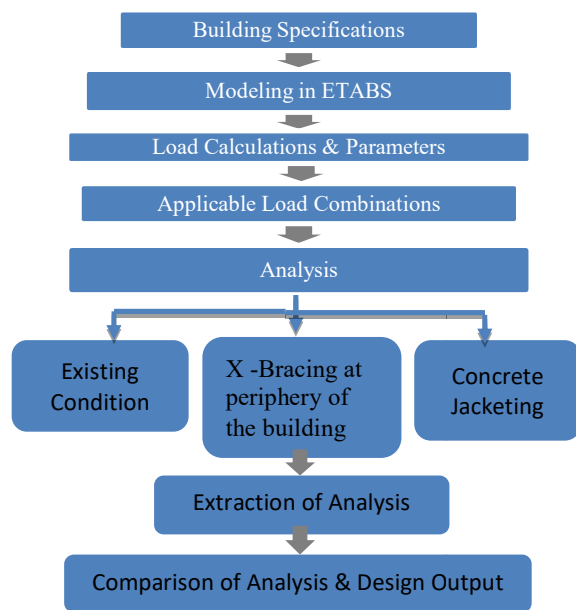 Building Specifications
Modeling in ETABS
Load Calculations & Parameters
Applicable Load Combinations
Analysis
Existing
Condition
X -Bracing at
periphery of
the building
Concrete
Jacketing
Extraction of Analysis
Comparison of Analysis & Design Output